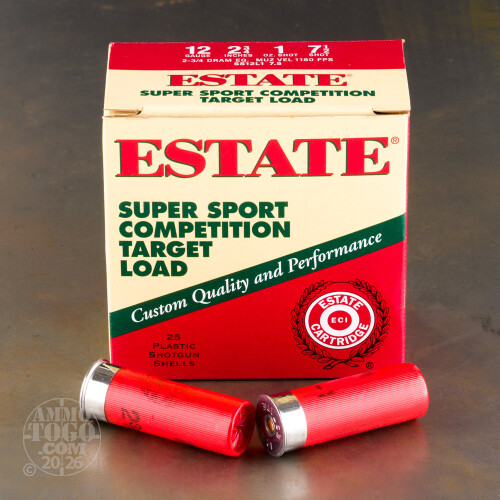 12 2¾ 1 7½
GAUGE INCHES OZ. SHOT SHOT
2-3/4 DRAM EQ. MUZ VEL 1180 FPS
SS12L1 7.5
ESTATE
SUPER SPORT COMPETITION
TARGET LOAD
ESTATE®
SUPER SPORT
COMPETITION
TARGET
LOAD
Custom Quality and Performance
ESTATE
ECI
CARTRIDGE
®
25
PLASTIC
SHOTGUN
SHELLS
AMMO
TOGO
.COM
2026